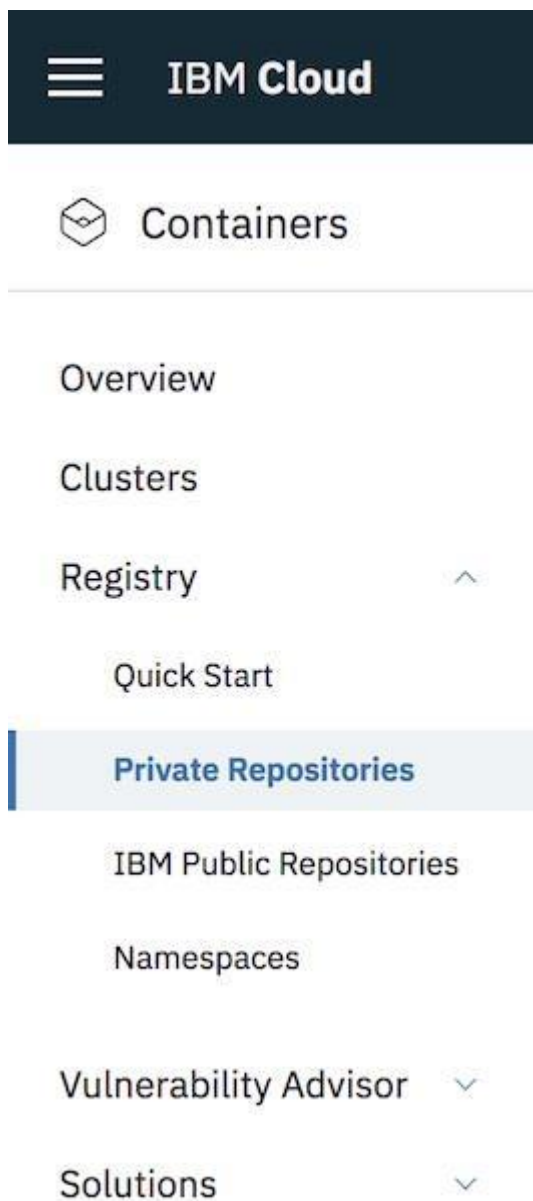 IBM Cloud
Containers
Overview
Clusters
Registry
Quick Start
Private Repositories
IBM Public Repositories
Namespaces
Vulnerability Advisor
Solutions